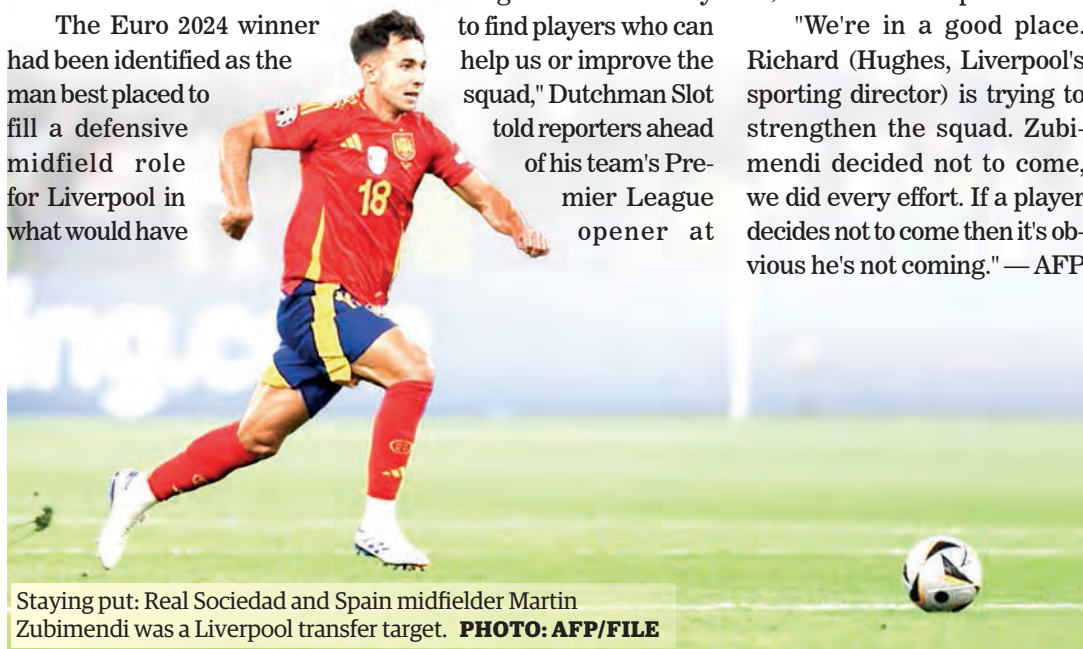 The Euro 2024 winner
had been identified as the
man best placed to
fill a defensive
midfield role
for Liverpool in
what would have
to find players who can
help us or improve the
squad," Dutchman Slot
told reporters ahead
of his team's Pre-
mier League
opener at
"We're in a good place.
Richard (Hughes, Liverpool's
sporting director) is trying to
strengthen the squad. Zubi-
mendi decided not to come,
we did every effort. If a player
decides not to come then it's ob-
vious he's not coming." — AFP
18
ng.co
Staying put: Real Sociedad and Spain midfielder Martin
Zubimendi was a Liverpool transfer target. PHOTO: AFP/FILE